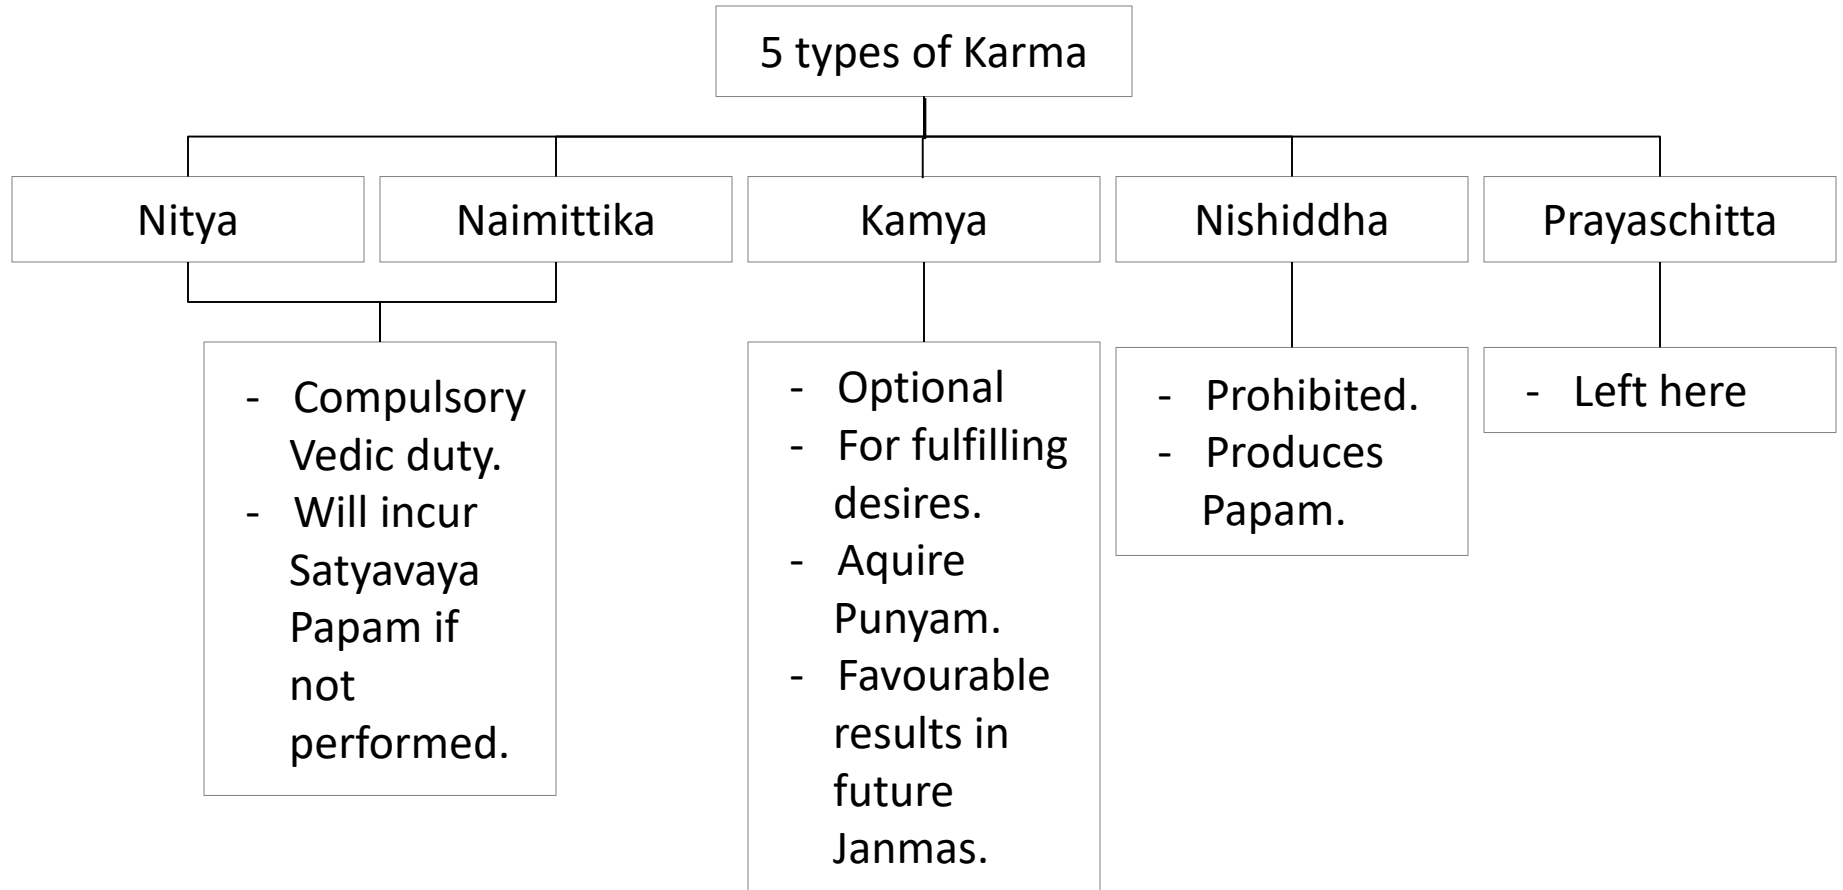 5 types of Karma
Nitya
Naimittika
Kamya
Nishiddha
Prayaschitta
- Compulsory
Vedic duty.
- Will incur
Satyavaya
Papam if
not
performed.
- Optional
- For fulfilling
desires.
- Aquire
Punyam.
- Favourable
results in
future
Janmas.
- Prohibited.
- Produces
Papam.
- Left here